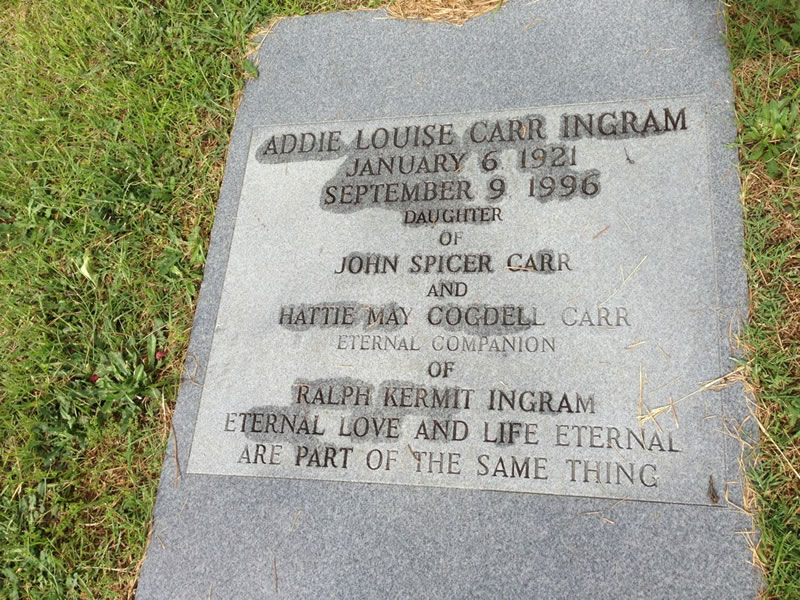 ADDIE LOUISE CARR INGRAM
JANUARY 6 1921
SEPTEMBER 9 1996
DAUGHTER
OF
JOHN SPICER CARR
AND
HATTIE MAY COGDELL CARR
ETERNAL COMPANION
OF
RALPH KERMIT INGRAM
ETERNAL LOVE AND LIFE ETERNAL
ARE PART OF THE SAME THING